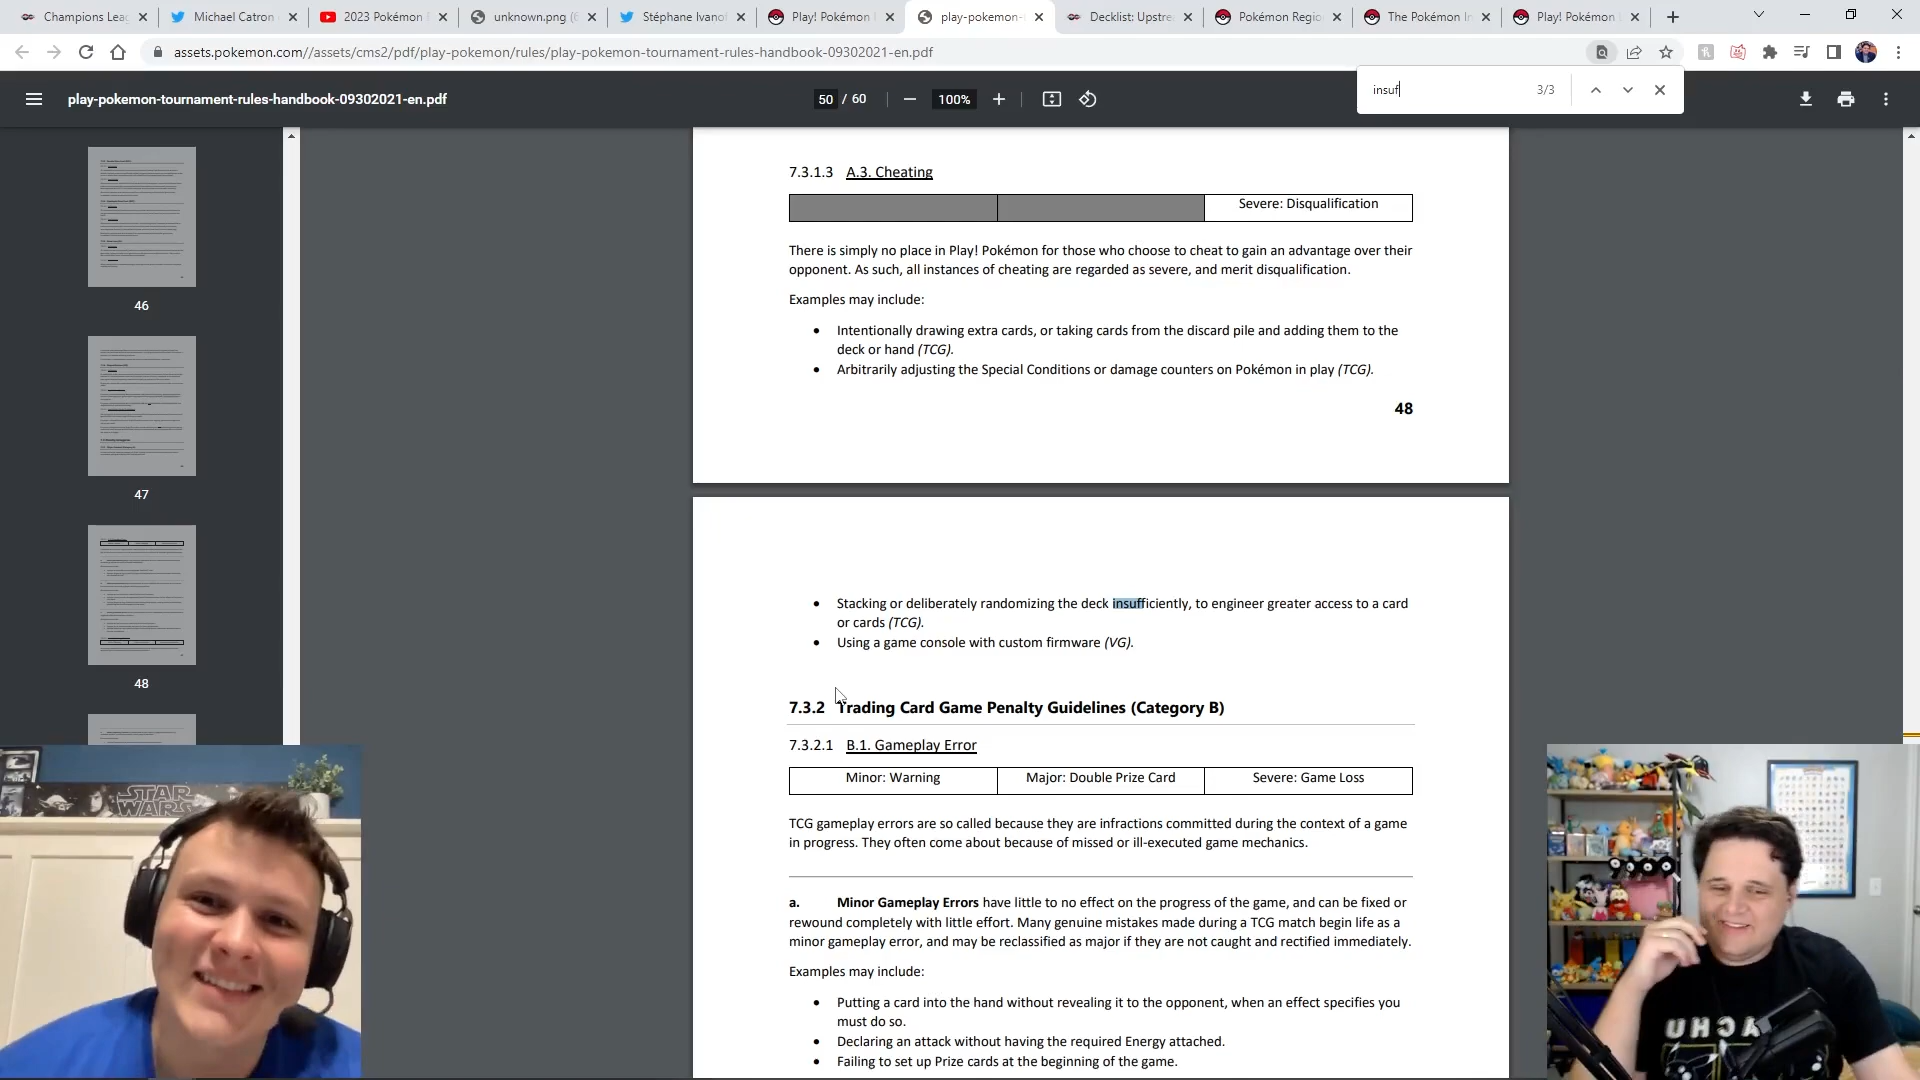 Champions Leag
Michael Catron
2023 Pokémon
unknown.png (6
Stéphane Ivanof
Play! Pokémon
play-pokemon-
Decklist: Upstre
Pokémon Regio
The Pokémon In
Play! Pokémon
assets.pokemon.com//assets/cms2/pdf/play-pokemon/rules/play-pokemon-tournament-rules-handbook-09302021-en.pdf
insuf 3/3
play-pokemon-tournament-rules-handbook-09302021-en.pdf
50 / 60
100%
46
47
48
7.3.1.3 A.3. Cheating
Severe: Disqualification
There is simply no place in Play! Pokémon for those who choose to cheat to gain an advantage over their
opponent. As such, all instances of cheating are regarded as severe, and merit disqualification.
Examples may include:
• Intentionally drawing extra cards, or taking cards from the discard pile and adding them to the
deck or hand (TCG).
• Arbitrarily adjusting the Special Conditions or damage counters on Pokémon in play (TCG).
48
• Stacking or deliberately randomizing the deck insufficiently, to engineer greater access to a card
or cards (TCG).
• Using a game console with custom firmware (VG).
7.3.2 Trading Card Game Penalty Guidelines (Category B)
7.3.2.1 B.1. Gameplay Error
Minor: Warning Major: Double Prize Card Severe: Game Loss
TCG gameplay errors are so called because they are infractions committed during the context of a game
in progress. They often come about because of missed or ill-executed game mechanics.
a. Minor Gameplay Errors have little to no effect on the progress of the game, and can be fixed or
rewound completely with little effort. Many genuine mistakes made during a TCG match begin life as a
minor gameplay error, and may be reclassified as major if they are not caught and rectified immediately.
Examples may include:
• Putting a card into the hand without revealing it to the opponent, when an effect specifies you
must do so.
• Declaring an attack without having the required Energy attached.
• Failing to set up Prize cards at the beginning of the game.
STAR
WARS